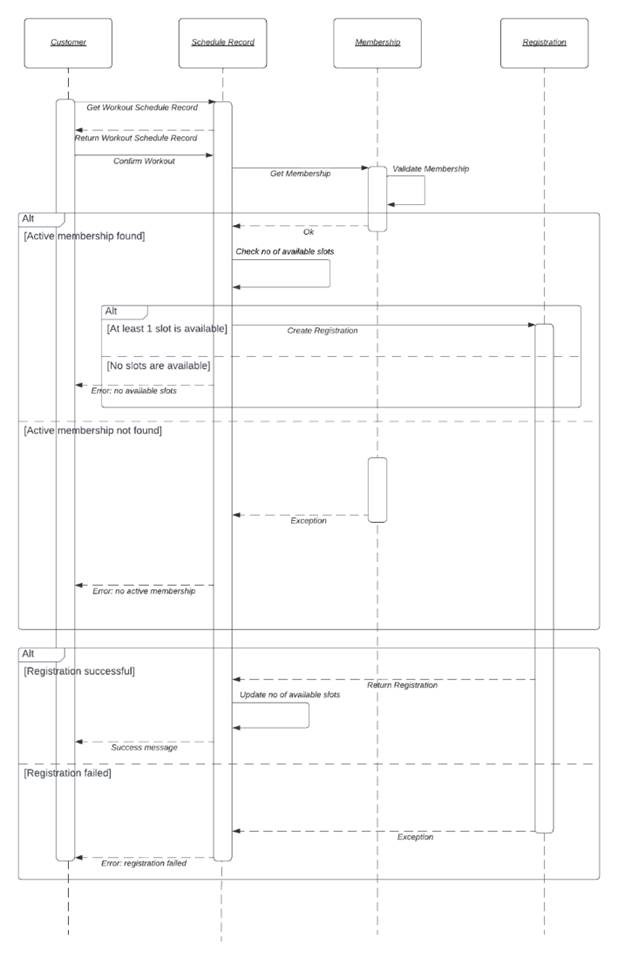 Customer
Schedule Record
Membership
Registration
Get Workout Schedule Record
Return Workout Schedule Record
Confirm Workout
Validate Membership
Get Membership
Alt
Ok
[Active membership found]
Check no of available slots
Alt
[At least 1 slot is available]
Create Registration
[No slots are available]
Error: no available slots
[Active membership not found]
Exception
Error: no active membership
Alt
[Registration successful]
Return Registration
Update no of available slots
Success message
[Registration failed]
Exception
Error: registration failed